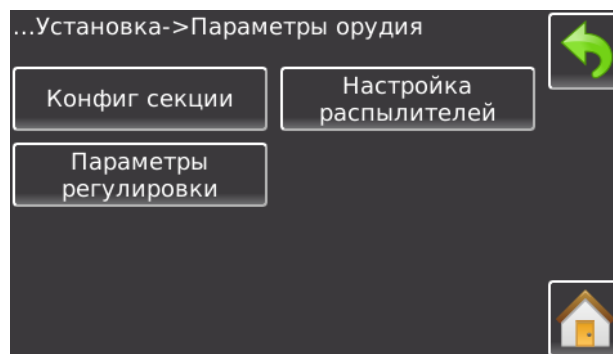 ...Установка->Параметры орудия
Конфиг секции
Настройка
распылителей
Параметры
регулировки